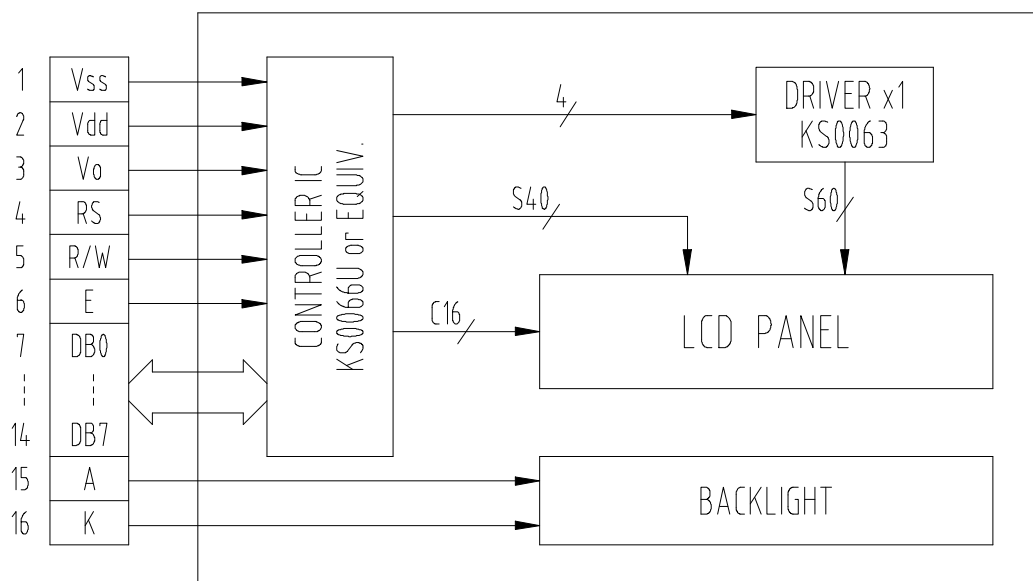 1 Vss
2 Vdd
3 Vo
4 RS
5 R/W
6 E
7 DB0
14 DB7
15 A
16 K
CONTROLLER IC
KS0066U or EQUIV.
4
DRIVER x1
KS0063
S40
S60
C16
LCD PANEL
BACKLIGHT